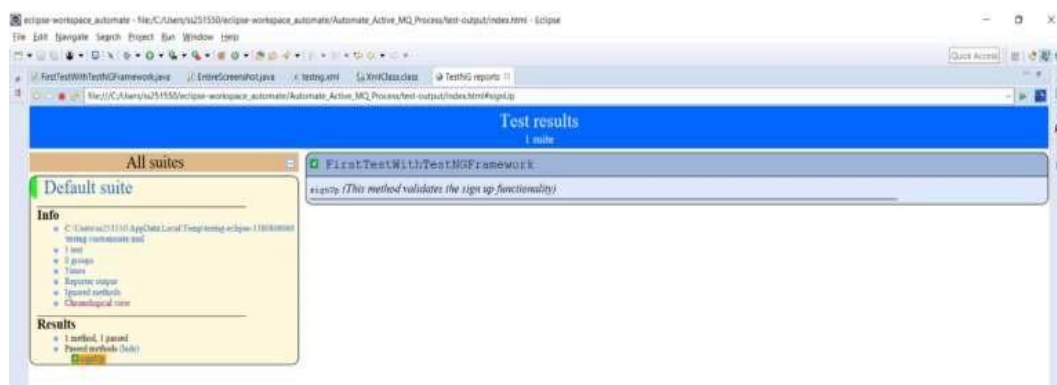 eclipse-workspace_automate - file:/C:/Users/ss251550/eclipse-workspace_automate/Automate_Active_MQ_Process/test-output/index.html - Eclipse
File Edit Navigate Search Project Run Window Help
Quick Access
FirstTestWithTestNGFramework.java EntireScreenshot.java testng.xml XmlClass.class TestNG reports
file:///C:/Users/ss251550/eclipse-workspace_automate/Automate_Active_MQ_Process/test-output/index.html#signUp
Test results
1 suite
All suites
Default suite
Info
1 test
0 groups
Times
Reporter output
Ignored methods
Chronological view
Results
1 method, 1 passed
Passed methods (hide)
signUp
FirstTestWithTestNGFramework
signUp (This method validates the sign up functionality)